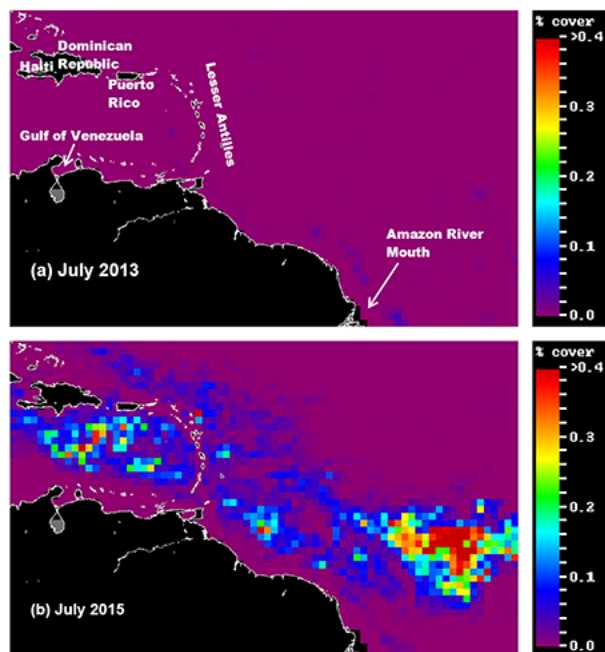 % cover
>0.4
Dominican
Haiti Republic
Puerto
Rico
Lesser Antilles
0.3
Gulf of Venezuela
0.2
Amazon River
Mouth
0.1
(a) July 2013
0.0
% cover
>0.4
0.3
0.2
0.1
(b) July 2015
0.0